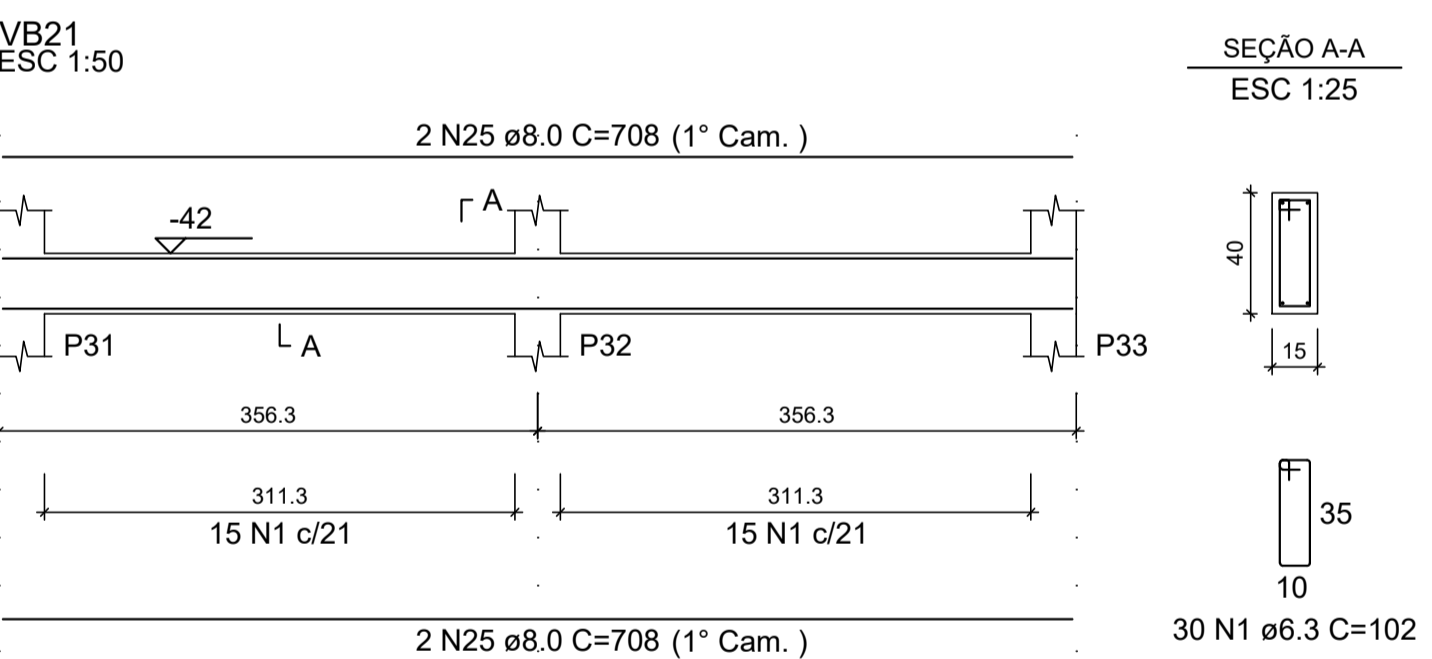 VB21
ESC 1:50
SEÇÃO A-A
ESC 1:25
2 N25 ø8.0 C=708 (1° Cam. )
-42
A
40
P31
A
P32
P33
15
356.3
356.3
311.3
311.3
15 N1 c/21
15 N1 c/21
35
10
2 N25 ø8.0 C=708 (1° Cam. )
30 N1 ø6.3 C=102